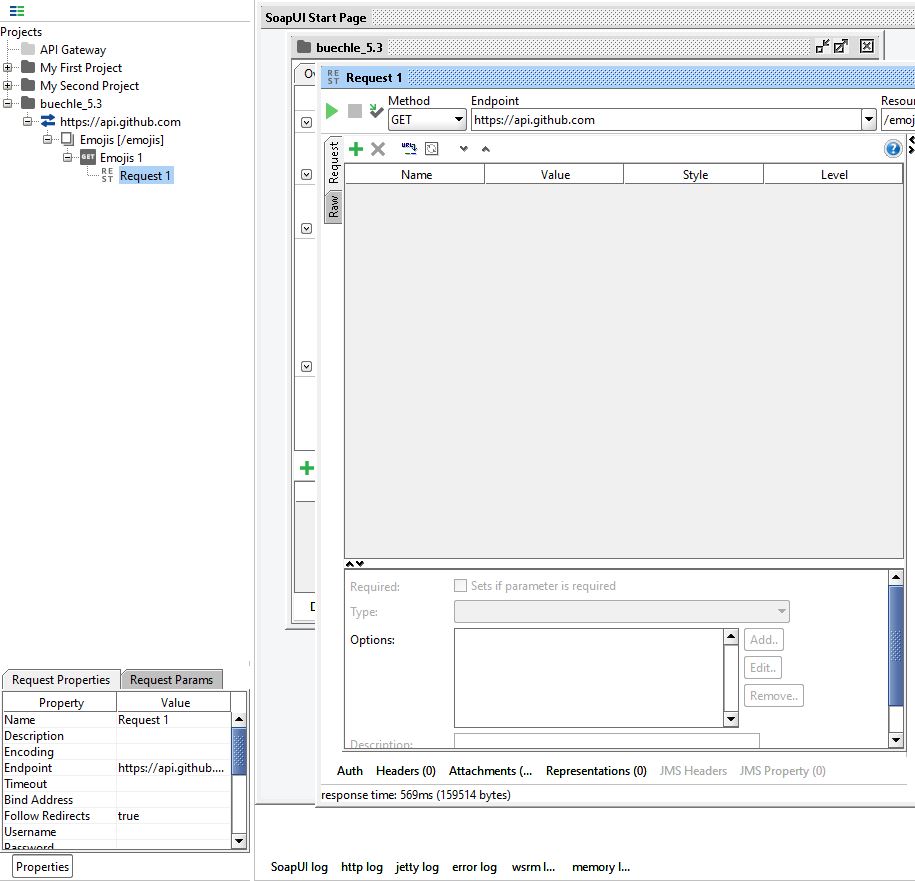 Projects
API Gateway
My First Project
My Second Project
buechle_5.3
https://api.github.com
Emojis [/emojis]
GET Emojis 1
REST Request 1
Request Properties Request Params
Property Value
Name Request 1
Description
Encoding
Endpoint https://api.github....
Timeout
Bind Address
Follow Redirects true
Username
Password
Properties
SoapUI Start Page
buechle_5.3
Ov
REST Request 1
Method Endpoint Resou
GET https://api.github.com /emoj
Request
Raw
URL
?
Name Value Style Level
Required: Sets if parameter is required
Type:
Options: Add..
Edit..
Remove..
Description:
Auth Headers (0) Attachments (... Representations (0) JMS Headers JMS Property (0)
response time: 569ms (159514 bytes)
SoapUI log http log jetty log error log wsrm l... memory l...